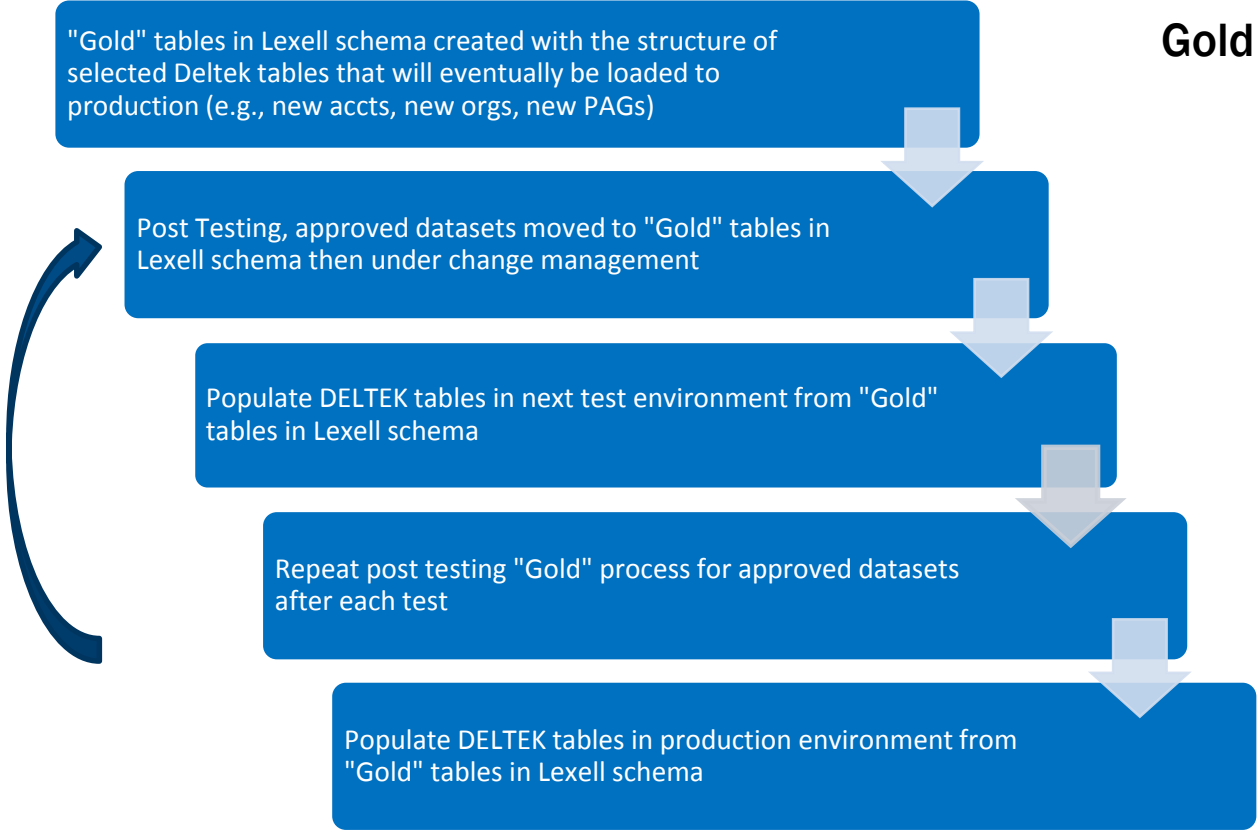 Gold
"Gold" tables in Lexell schema created with the structure of
selected Deltek tables that will eventually be loaded to
production (e.g., new accts, new orgs, new PAGs)
Post Testing, approved datasets moved to "Gold" tables in
Lexell schema then under change management
Populate DELTEK tables in next test environment from "Gold"
tables in Lexell schema
Repeat post testing "Gold" process for approved datasets
after each test
Populate DELTEK tables in production environment from
"Gold" tables in Lexell schema